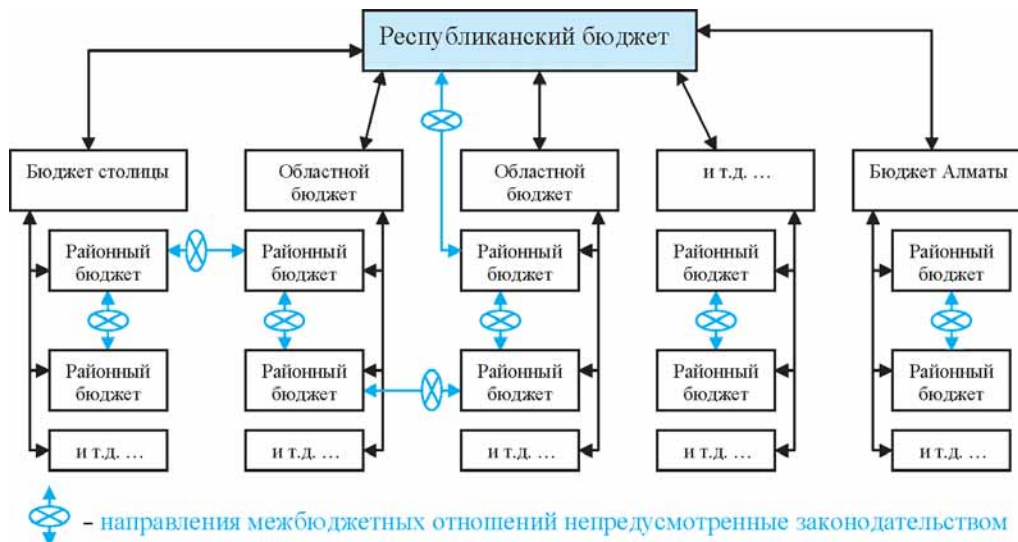 Республиканский бюджет
Бюджет столицы
Областной
бюджет
Областной
бюджет
и т.д. …
Бюджет Алматы
Районный
бюджет
Районный
бюджет
Районный
бюджет
Районный
бюджет
Районный
бюджет
Районный
бюджет
Районный
бюджет
Районный
бюджет
Районный
бюджет
Районный
бюджет
и т.д. …
и т.д. …
и т.д. …
и т.д. …
и т.д. …
– направления межбюджетных отношений непредусмотренные законодательством